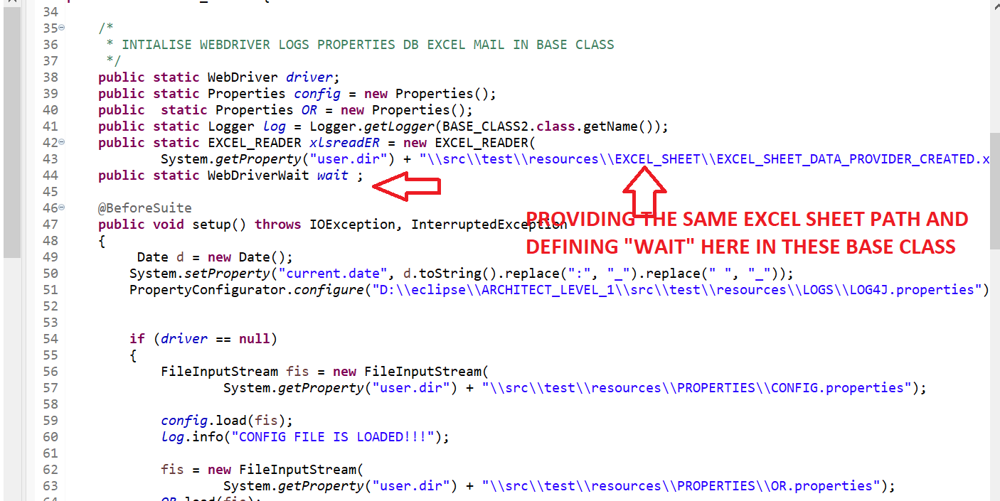 34
35 /*
36 * INTIALISE WEBDRIVER LOGS PROPERTIES DB EXCEL MAIL IN BASE CLASS
37 */
38 public static WebDriver driver;
39 public static Properties config = new Properties();
40 public  static Properties OR = new Properties();
41 public static Logger log = Logger.getLogger(BASE_CLASS2.class.getName());
42 public static EXCEL_READER xlsreadER = new EXCEL_READER(
43 System.getProperty("user.dir") + "\\src\\test\\resources\\EXCEL_SHEET\\EXCEL_SHEET_DATA_PROVIDER_CREATED.x
44 public static WebDriverWait wait ;
45
46 @BeforeSuite
47 public void setup() throws IOException, InterruptedException
PROVIDING THE SAME EXCEL SHEET PATH AND
DEFINING "WAIT" HERE IN THESE BASE CLASS
48 {
49 Date d = new Date();
50 System.setProperty("current.date", d.toString().replace(":", "_").replace(" ", "_"));
51 PropertyConfigurator.configure("D:\\eclipse\\ARCHITECT_LEVEL_1\\src\\test\\resources\\LOGS\\LOG4J.properties")
52
53
54 if (driver == null)
55 {
56 FileInputStream fis = new FileInputStream(
57 System.getProperty("user.dir") + "\\src\\test\\resources\\PROPERTIES\\CONFIG.properties");
58
59 config.load(fis);
60 log.info("CONFIG FILE IS LOADED!!!");
61
62 fis = new FileInputStream(
63 System.getProperty("user.dir") + "\\src\\test\\resources\\PROPERTIES\\OR.properties");